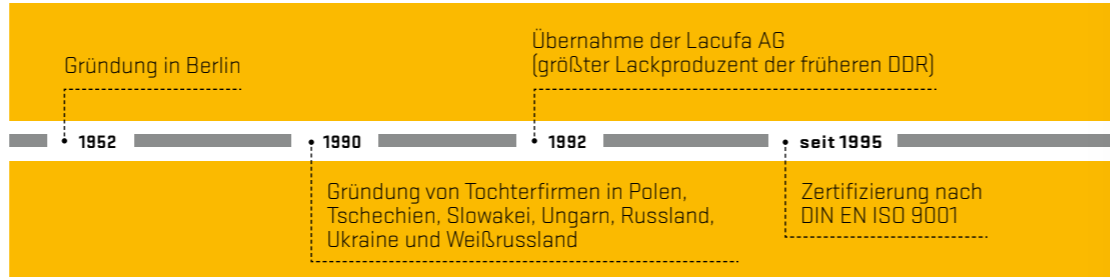 Gründung in Berlin
Übernahme der Lacufa AG
(größter Lackproduzent der früheren DDR)
1952
1990
1992
seit 1995
Gründung von Tochterfirmen in Polen,
Tschechien, Slowakei, Ungarn, Russland,
Ukraine und Weißrussland
Zertifizierung nach
DIN EN ISO 9001